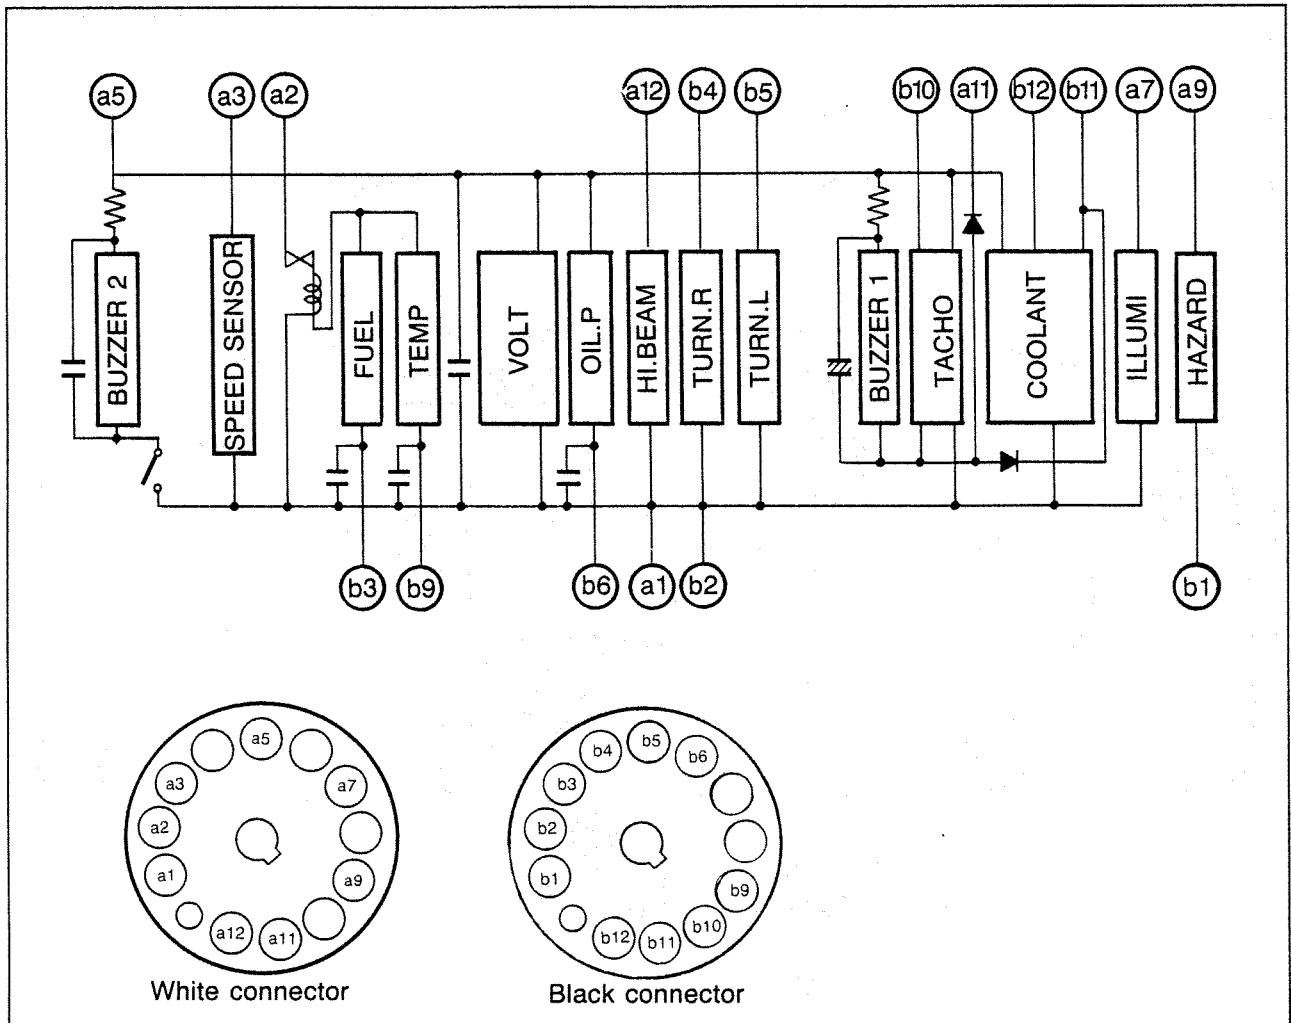 a5 a3 a2 a12 b4 b5 b10 a11 b12 b11 a7 a9
BUZZER 2
SPEED SENSOR
FUEL
TEMP
VOLT
OIL.P
HI.BEAM
TURN.R
TURN.L
BUZZER 1
TACHO
COOLANT
ILLUMI
HAZARD
b3 b9 b6 a1 b2 b1
a5
a3
a7
a2
a1
a9
a12
a11
White connector
b5
b4
b6
b3
b2
b1
b9
b10
b12
b11
Black connector